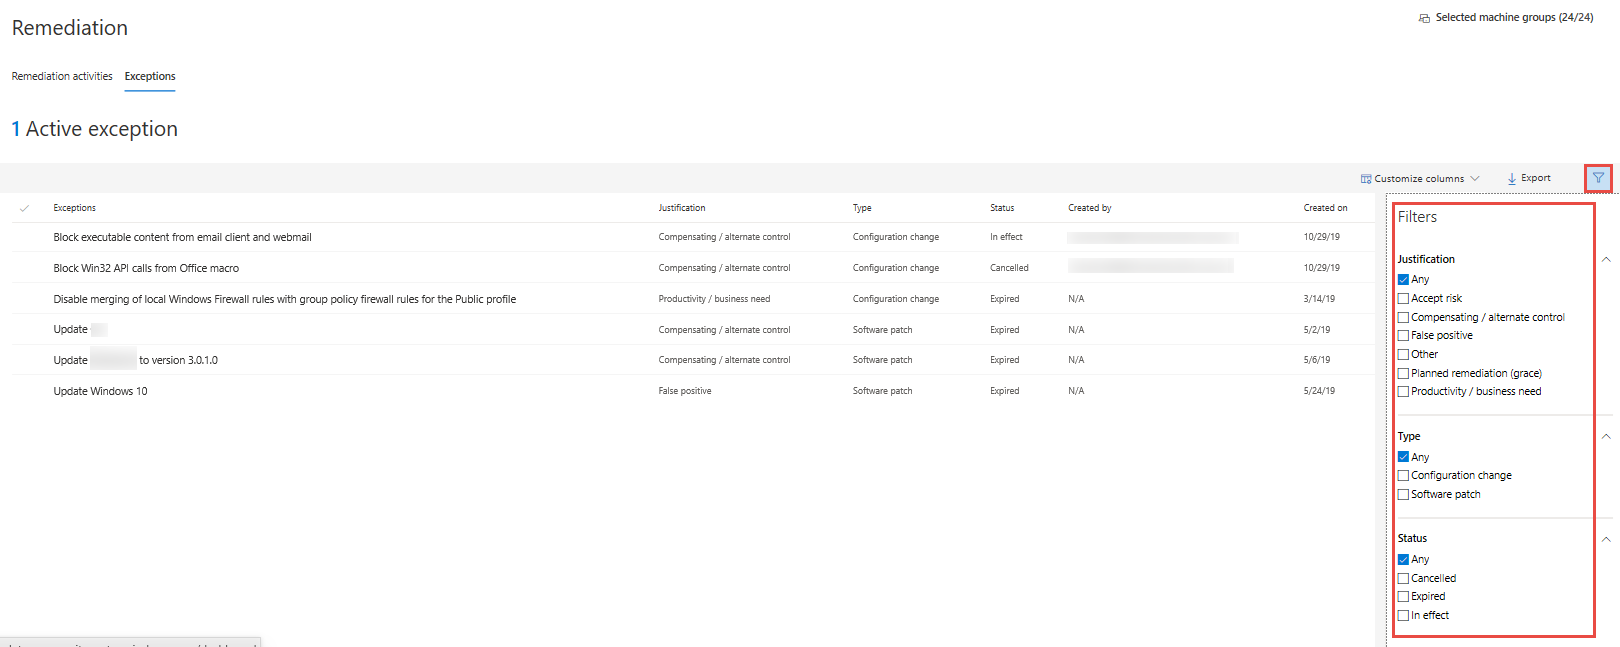 Remediation
Selected machine groups (24/24)
Remediation activities Exceptions
1 Active exception
Customize columns Export
Exceptions Justification Type Status Created by Created on
Block executable content from email client and webmail Compensating / alternate control Configuration change In effect 10/29/19
Block Win32 API calls from Office macro Compensating / alternate control Configuration change Cancelled 10/29/19
Disable merging of local Windows Firewall rules with group policy firewall rules for the Public profile Productivity / business need Configuration change Expired N/A 3/14/19
Update Compensating / alternate control Software patch Expired N/A 5/2/19
Update to version 3.0.1.0 Compensating / alternate control Software patch Expired N/A 5/6/19
Update Windows 10 False positive Software patch Expired N/A 5/24/19
Filters
Justification
Any
Accept risk
Compensating / alternate control
False positive
Other
Planned remediation (grace)
Productivity / business need
Type
Any
Configuration change
Software patch
Status
Any
Cancelled
Expired
In effect